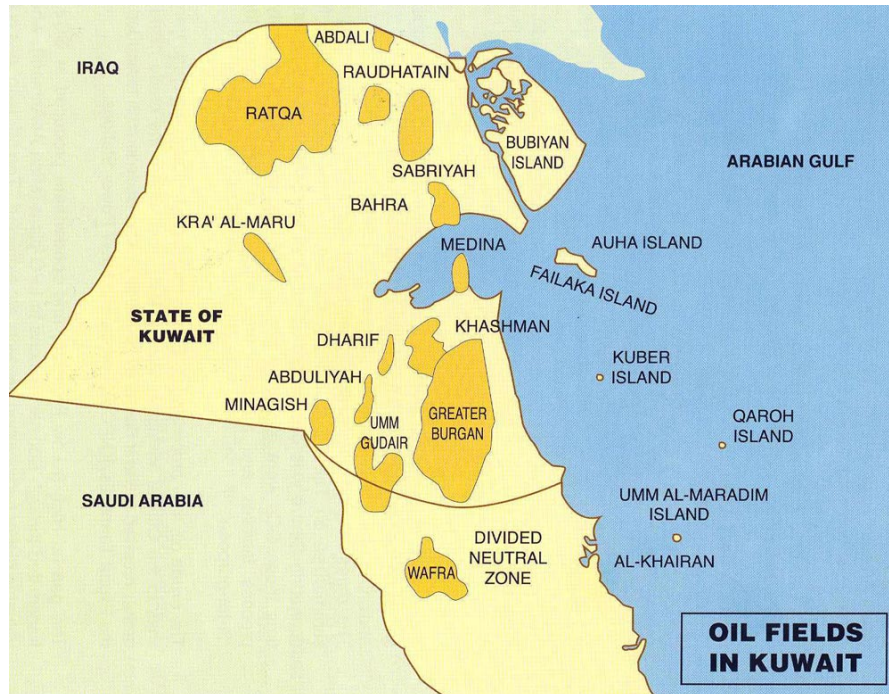 ABDALI
IRAQ
RAUDHATAIN
RATQA
BUBIYAN
ISLAND
ARABIAN GULF
SABRIYAH
BAHRA
KRA' AL-MARU
MEDINA
AUHA ISLAND
FAILAKA ISLAND
STATE OF
KUWAIT
KHASHMAN
DHARIF
KUBER
ISLAND
ABDULIYAH
MINAGISH
GREATER
BURGAN
UMM
GUDAIR
QAROH
ISLAND
SAUDI ARABIA
UMM AL-MARADIM
ISLAND
DIVIDED
NEUTRAL
ZONE
AL-KHAIRAN
WAFRA
OIL FIELDS
IN KUWAIT